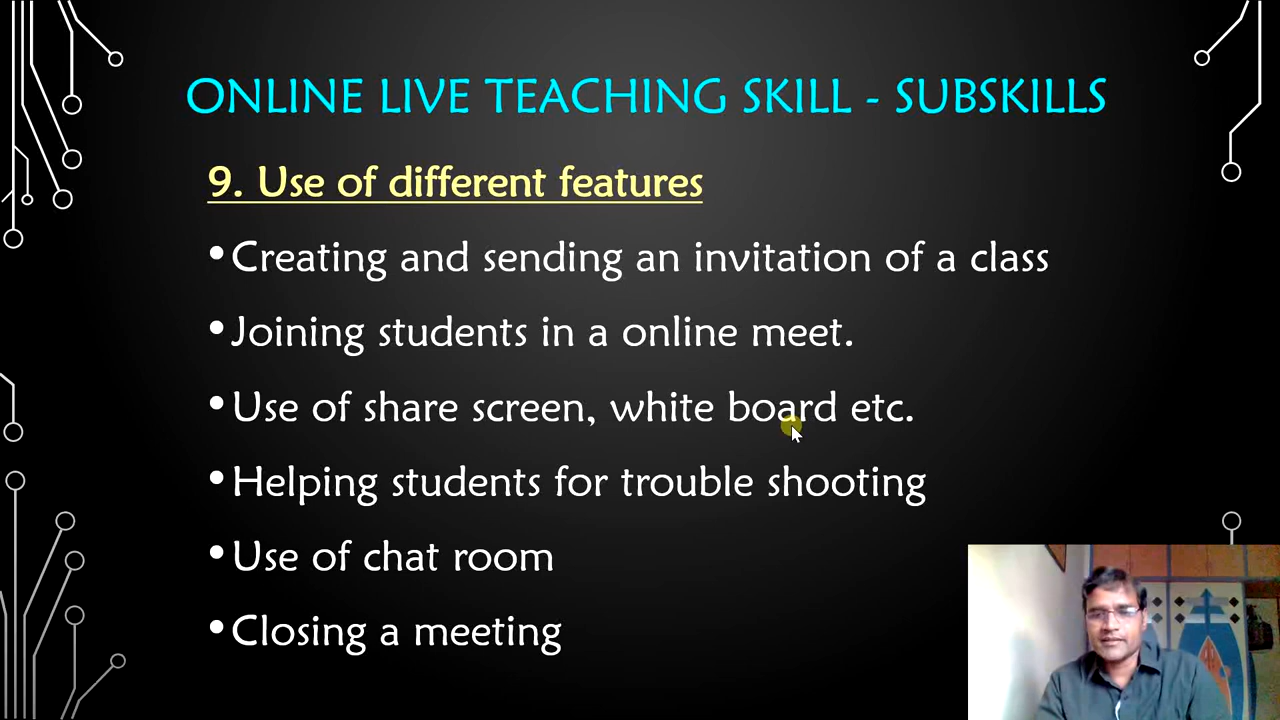 ONLINE LIVE TEACHING SKILL - SUBSKILLS
9. Use of different features
•Creating and sending an invitation of a class
•Joining students in a online meet.
•Use of share screen, white board etc.
•Helping students for trouble shooting
•Use of chat room
•Closing a meeting